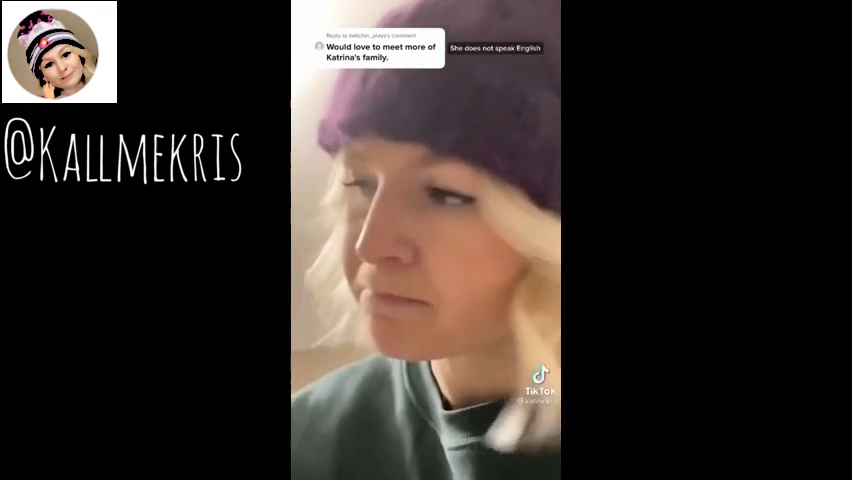 Reply to twitchin_plays's comment
Would love to meet more of
Katrina's family.
She does not speak English
@KALLMEKRIS
TikTok